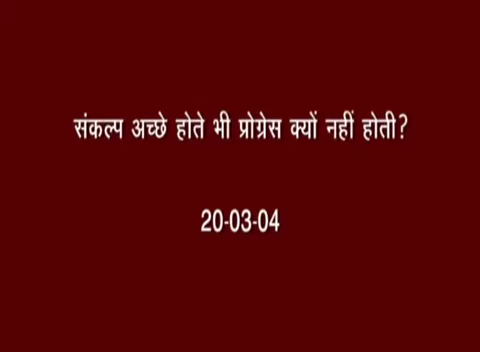 संकल्प अच्छे होते भी प्रोग्रेस क्यों नहीं होती?
20-03-04